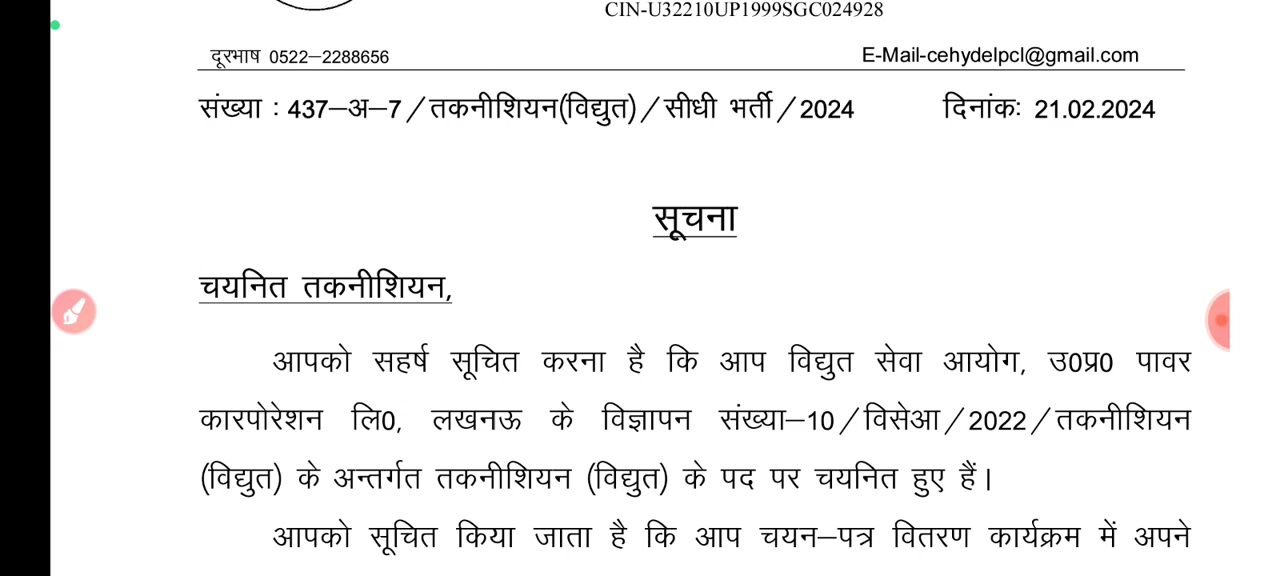 CIN-U32210UP1999SGC024928
दूरभाष 0522–2288656 E-Mail-cehydelpcl@gmail.com
संख्या : 437–अ–7/तकनीशियन(विद्युत)/सीधी भर्ती/2024 दिनांकः 21.02.2024
सूचना
चयनित तकनीशियन,
आपको सहर्ष सूचित करना है कि आप विद्युत सेवा आयोग, उ0प्र0 पावर
कारपोरेशन लि0, लखनऊ के विज्ञापन संख्या–10/विसेआ/2022/तकनीशियन
(विद्युत) के अन्तर्गत तकनीशियन (विद्युत) के पद पर चयनित हुए हैं।
आपको सूचित किया जाता है कि आप चयन–पत्र वितरण कार्यक्रम में अपने